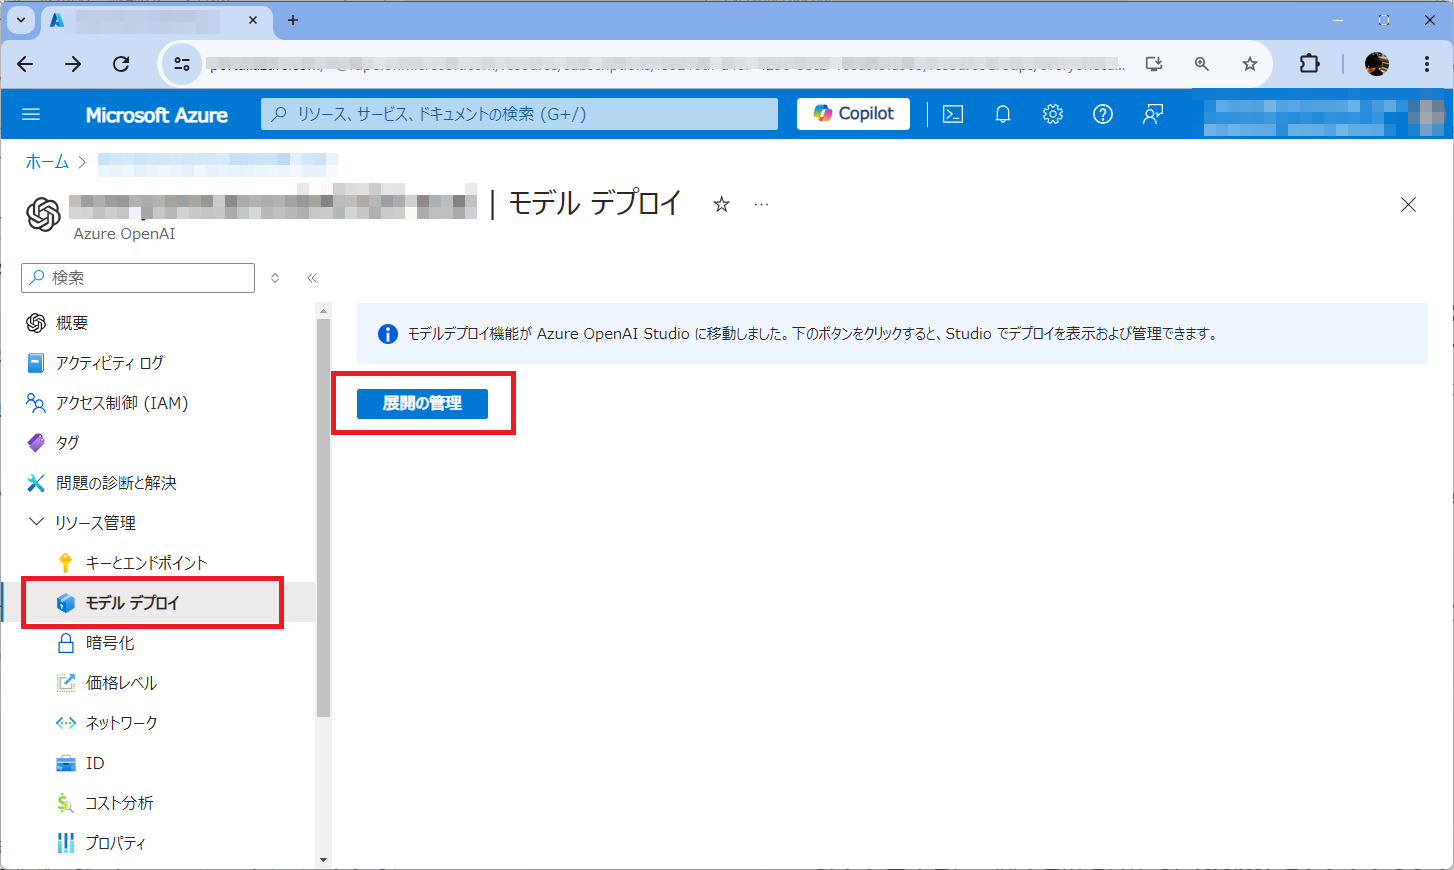 Microsoft Azure
リソース、サービス、ドキュメントの検索 (G+/)
Copilot
ホーム >
| モデル デプロイ
Azure OpenAI
検索
概要
アクティビティ ログ
アクセス制御 (IAM)
タグ
問題の診断と解決
リソース管理
キーとエンドポイント
モデル デプロイ
暗号化
価格レベル
ネットワーク
ID
コスト分析
プロパティ
モデルデプロイ機能が Azure OpenAI Studio に移動しました。下のボタンをクリックすると、Studio でデプロイを表示および管理できます。
展開の管理